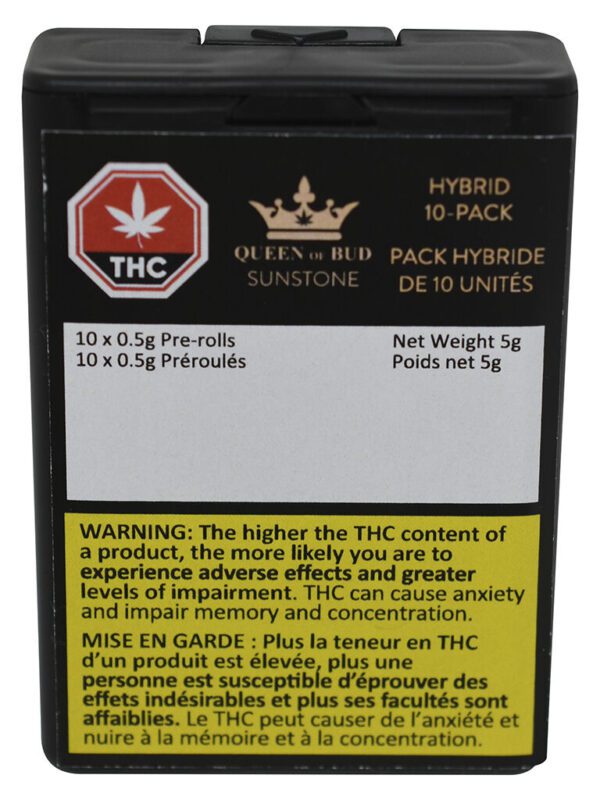 THC
QUEEN OF BUD
SUNSTONE
HYBRID
10-PACK
PACK HYBRIDE
DE 10 UNITÉS
10 x 0.5g Pre-rolls
10 x 0.5g Préroulés
Net Weight 5g
Poids net 5g
WARNING: The higher the THC content of
a product, the more likely you are to
experience adverse effects and greater
levels of impairment. THC can cause anxiety
and impair memory and concentration.
MISE EN GARDE : Plus la teneur en THC
d’un produit est élevée, plus une
personne est susceptible d’éprouver des
effets indésirables et plus ses facultés sont
affaiblies. Le THC peut causer de l’anxiété et
nuire à la mémoire et à la concentration.